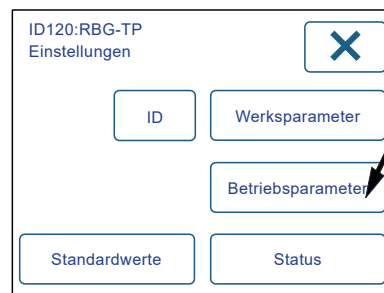 ID120:RBG-TP
Einstellungen
ID
Werksparameter
Betriebsparameter
Standardwerte
Status